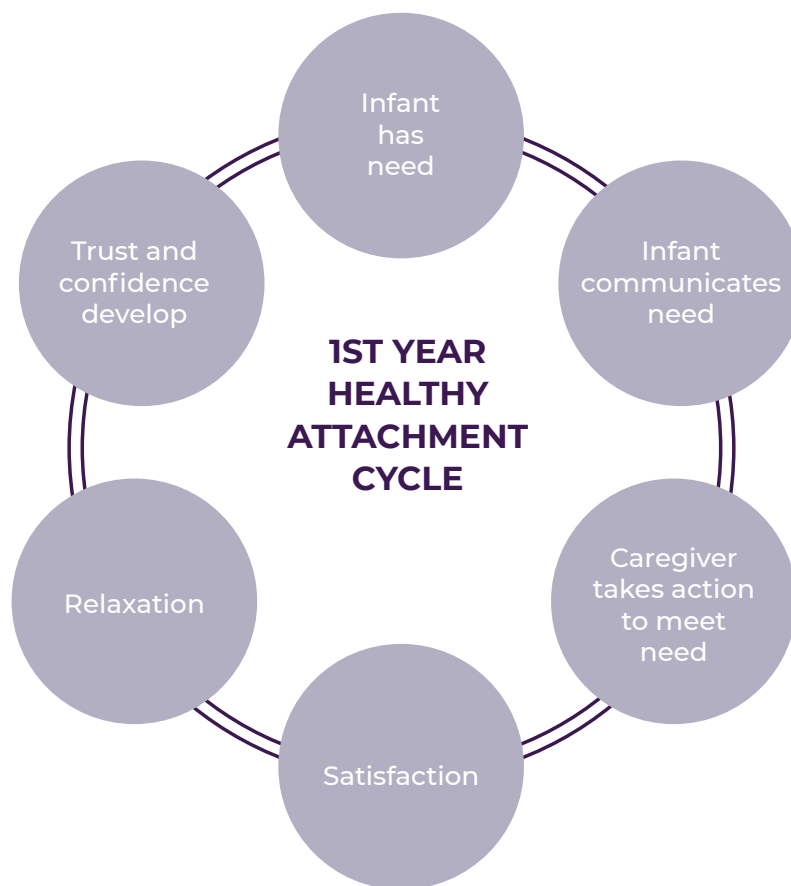 Infant
has
need
Infant
communicates
need
Caregiver
takes action
to meet
need
Satisfaction
Relaxation
Trust and
confidence
develop
1ST YEAR
HEALTHY
ATTACHMENT
CYCLE